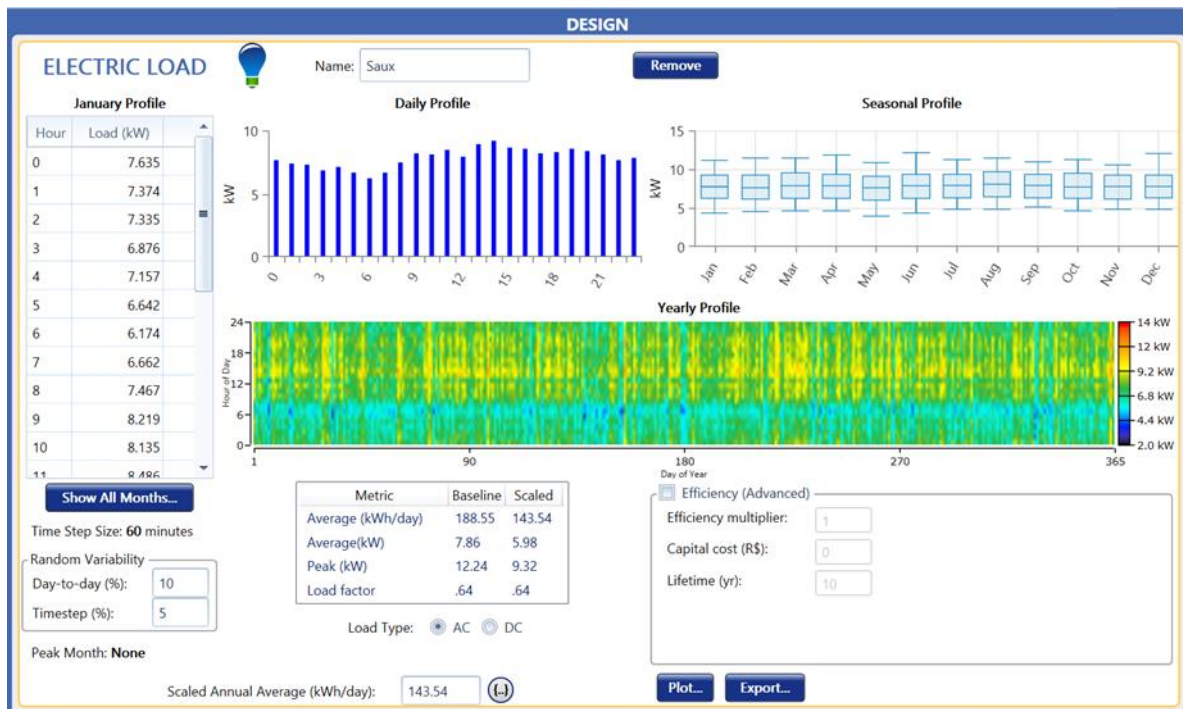 DESIGN
ELECTRIC LOAD
Name: Saux
Remove
January Profile
Hour Load (kW)
0 7.635
1 7.374
2 7.335
3 6.876
4 7.157
5 6.642
6 6.174
7 6.662
8 7.467
9 8.219
10 8.135
11 8.486
Show All Months...
Time Step Size: 60 minutes
Random Variability
Day-to-day (%): 10
Timestep (%): 5
Peak Month: None
Daily Profile
kW
10
5
0
0 3 6 9 12 15 18 21
Seasonal Profile
kW
15
10
5
0
Jan Feb Mar Apr May Jun Jul Aug Sep Oct Nov Dec
Yearly Profile
Hour of Day
24
18
12
6
0
1 90 180 270 365
Day of Year
14 kW
12 kW
9.2 kW
6.8 kW
4.4 kW
2.0 kW
Metric Baseline Scaled
Average (kWh/day) 188.55 143.54
Average(kW) 7.86 5.98
Peak (kW) 12.24 9.32
Load factor .64 .64
Load Type: AC DC
Scaled Annual Average (kWh/day): 143.54 {..}
Efficiency (Advanced)
Efficiency multiplier: 1
Capital cost (R$): 0
Lifetime (yr): 10
Plot... Export...